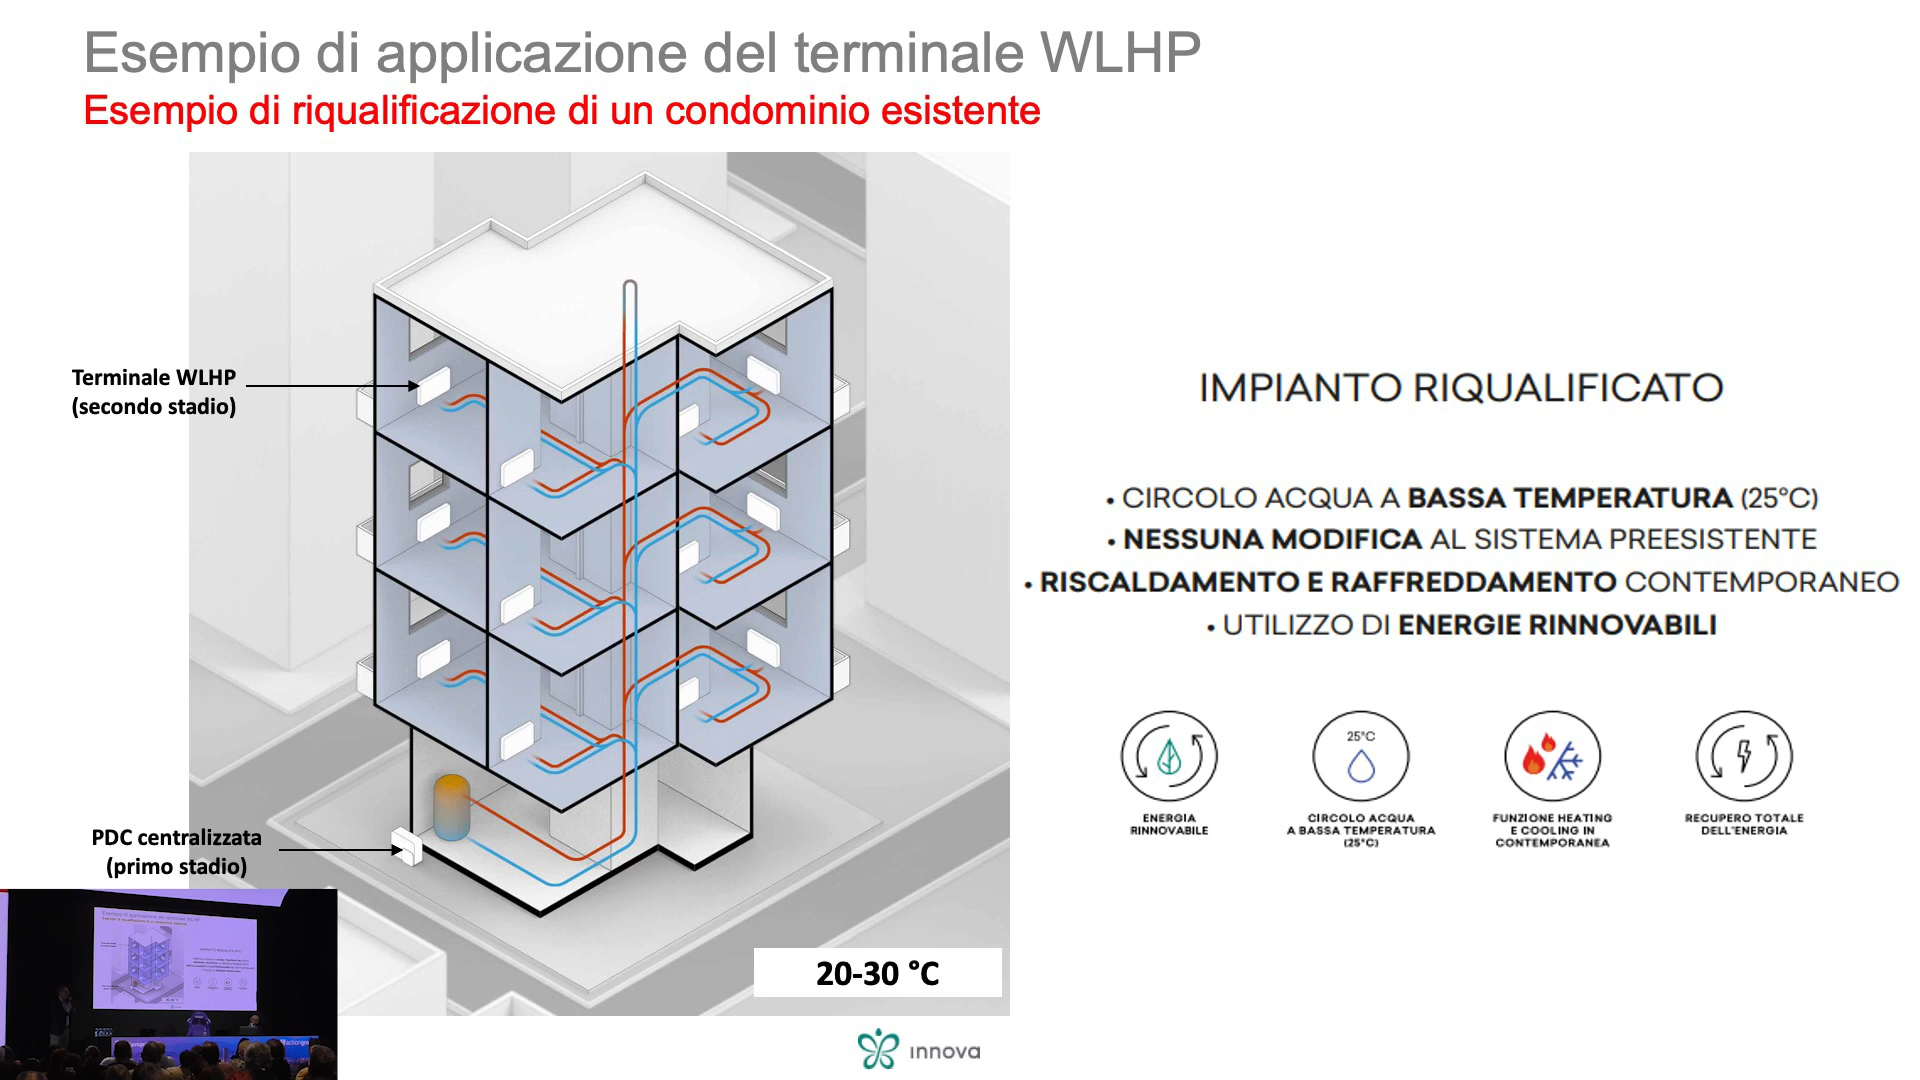 Esempio di applicazione del terminale WLHP
Esempio di riqualificazione di un condominio esistente
Terminale WLHP
(secondo stadio)
PDC centralizzata
(primo stadio)
20-30 °C
IMPIANTO RIQUALIFICATO
• CIRCOLO ACQUA A BASSA TEMPERATURA (25°C)
• NESSUNA MODIFICA AL SISTEMA PREESISTENTE
• RISCALDAMENTO E RAFFREDDAMENTO CONTEMPORANEO
• UTILIZZO DI ENERGIE RINNOVABILI
ENERGIA
RINNOVABILE
25°C
CIRCOLO ACQUA
A BASSA TEMPERATURA
(25°C)
FUNZIONE HEATING
E COOLING IN
CONTEMPORANEA
RECUPERO TOTALE
DELL'ENERGIA
innova